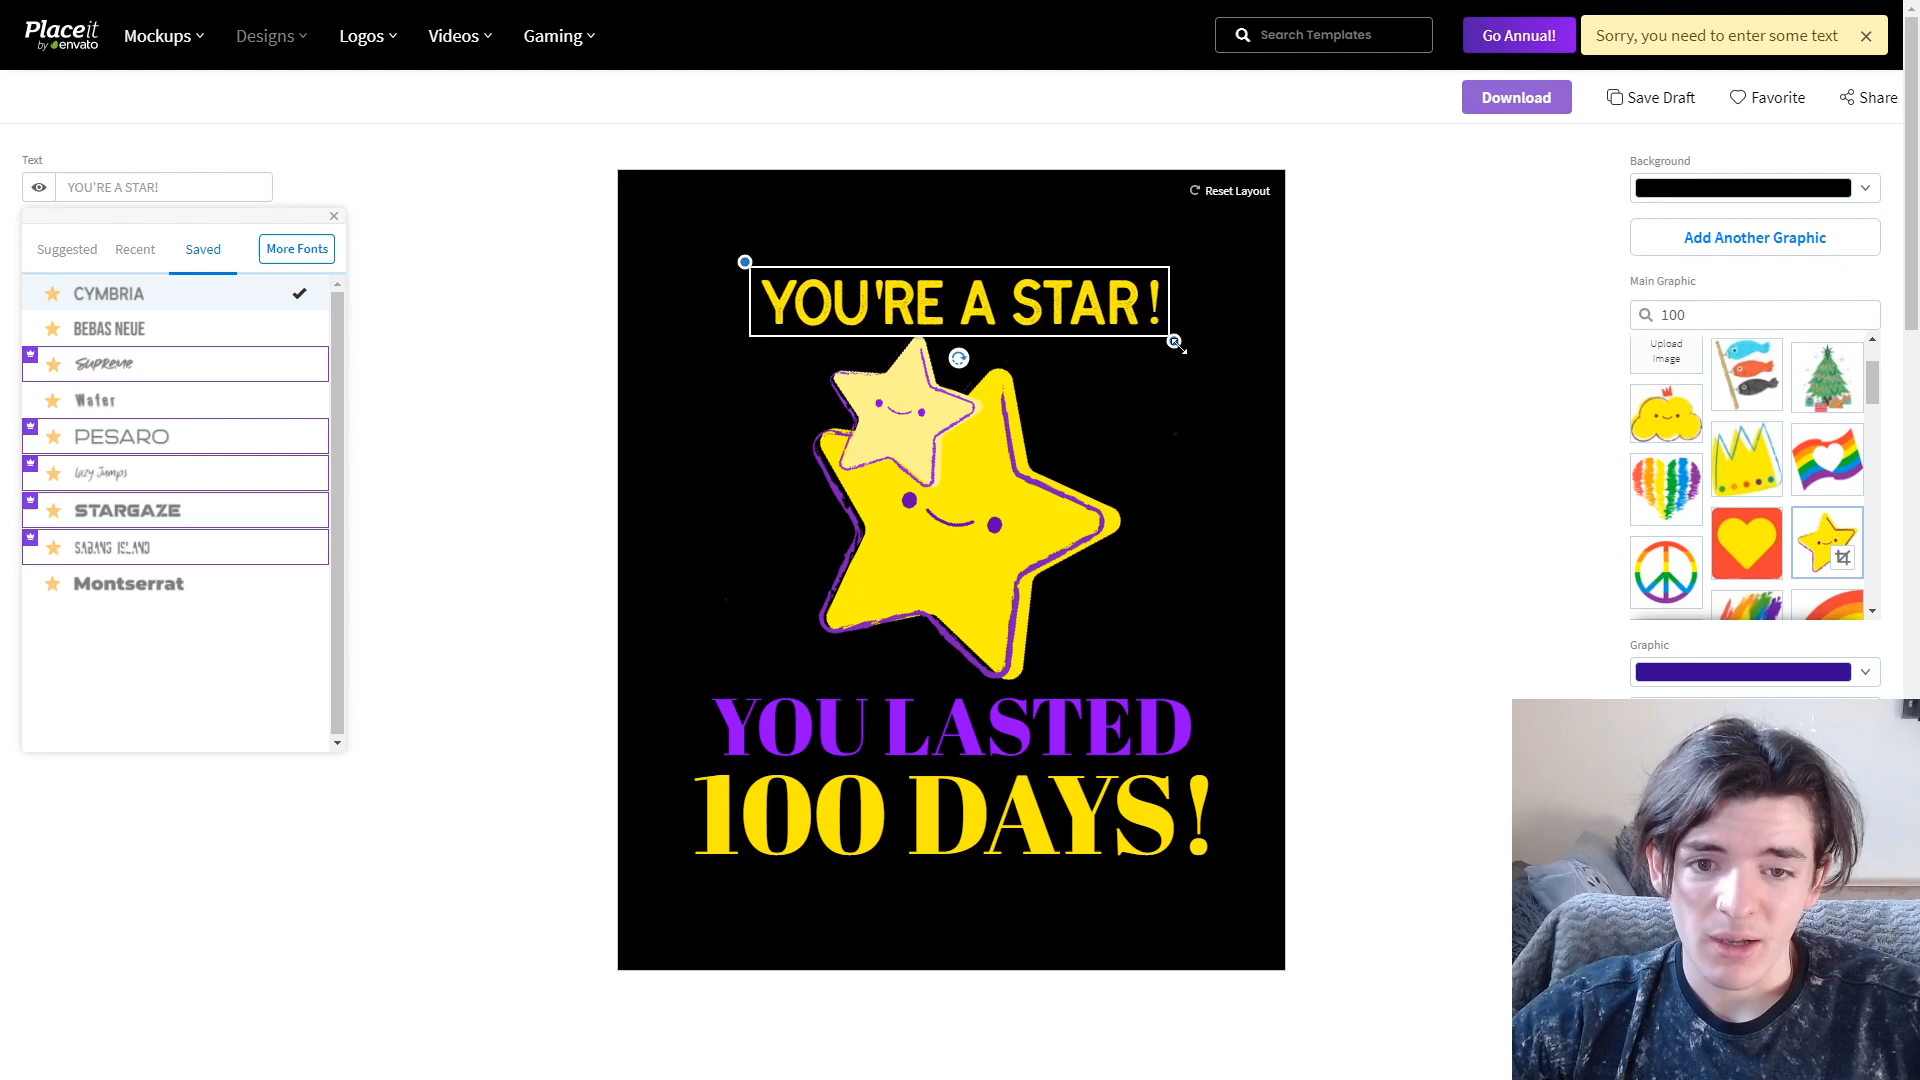 Placeit
by envato
Mockups
Designs
Logos
Videos
Gaming
Search Templates
Go Annual!
Sorry, you need to enter some text
Download
Save Draft
Favorite
Share
Text
YOU'RE A STAR!
Suggested
Recent
Saved
More Fonts
CYMBRIA
BEBAS NEUE
Supreme
Water
PESARO
Lazy Jumps
STARGAZE
SABANG ISLAND
Montserrat
Reset Layout
YOU'RE A STAR!
YOU LASTED
100 DAYS!
Background
Add Another Graphic
Main Graphic
100
Upload
Image
Graphic